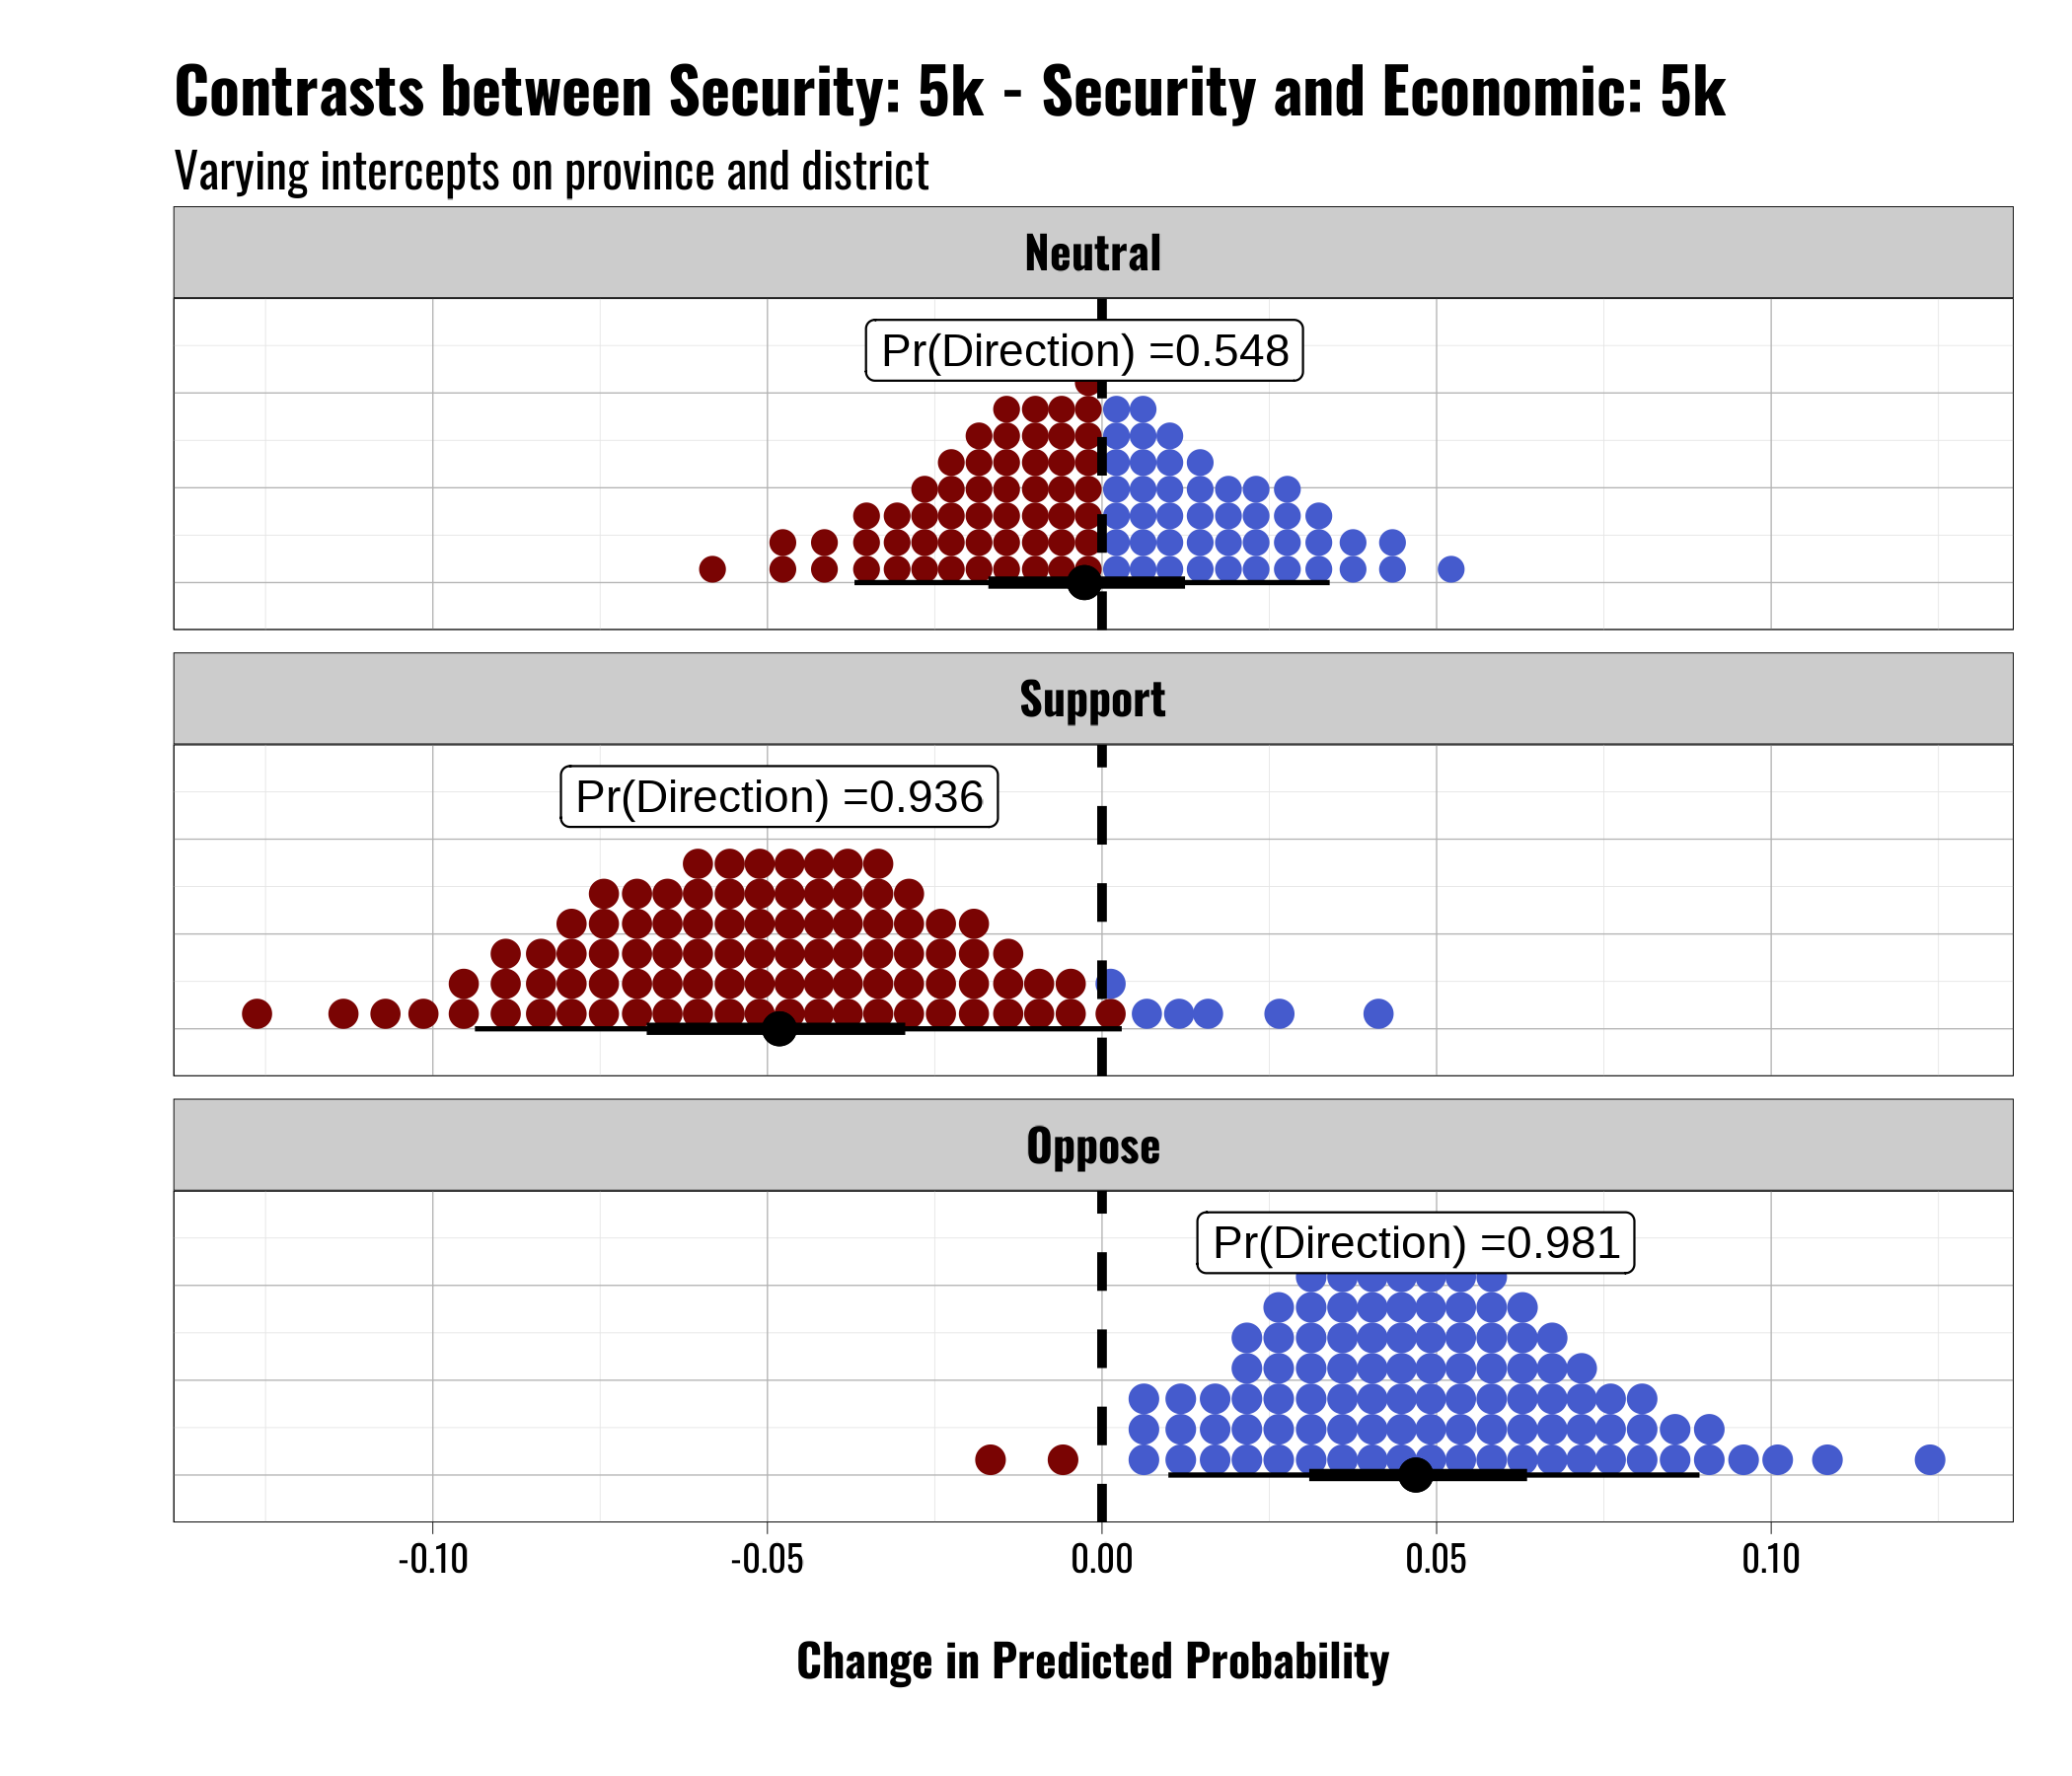 Contrasts between Security: 5k - Security and Economic: 5k
Varying intercepts on province and district
Neutral
Pr(Direction) =0.548
Support
Pr(Direction) =0.936
Oppose
Pr(Direction) =0.981
-0.10 -0.05 0.00 0.05 0.10
Change in Predicted Probability